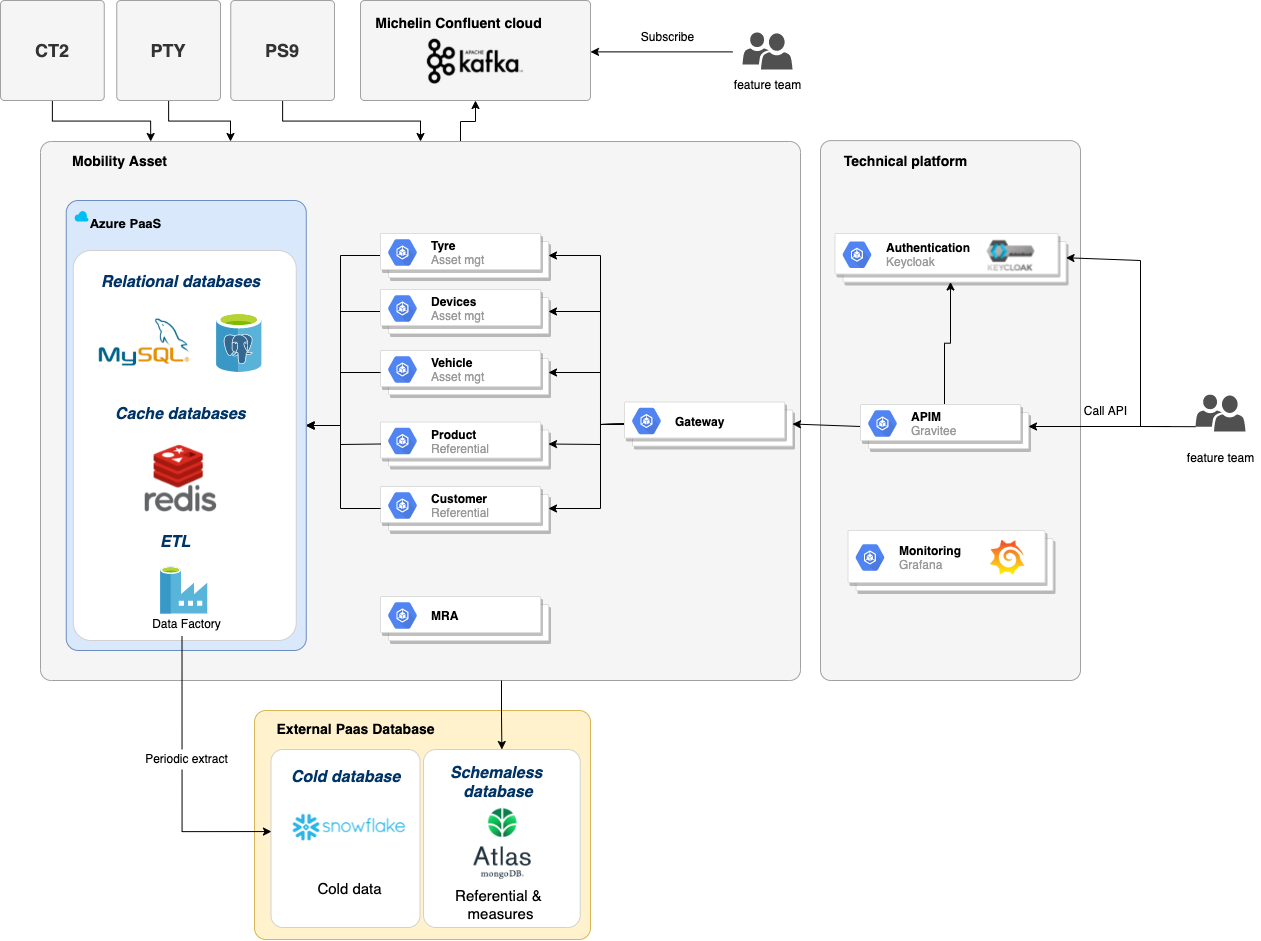 CT2
PTY
PS9
Michelin Confluent cloud
APACHE
kafka
Subscribe
feature team
Mobility Asset
Technical platform
Azure PaaS
Relational databases
MySQL
Cache databases
redis
ETL
Data Factory
Tyre
Asset mgt
Devices
Asset mgt
Vehicle
Asset mgt
Product
Referential
Customer
Referential
MRA
Gateway
Authentication
Keycloak
KEYCLOAK
APIM
Gravitee
Call API
feature team
Monitoring
Grafana
Periodic extract
External Paas Database
Cold database
snowflake
Cold data
Schemaless
database
Atlas
mongoDB.
Referential &
measures